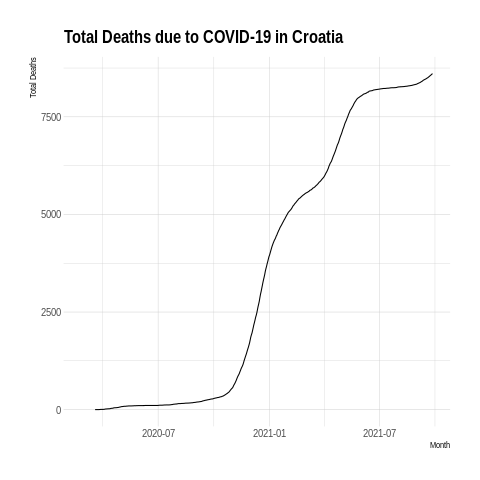 Total Deaths due to COVID-19 in Croatia
Total Deaths
7500
5000
2500
0
2020-07 2021-01 2021-07
Month